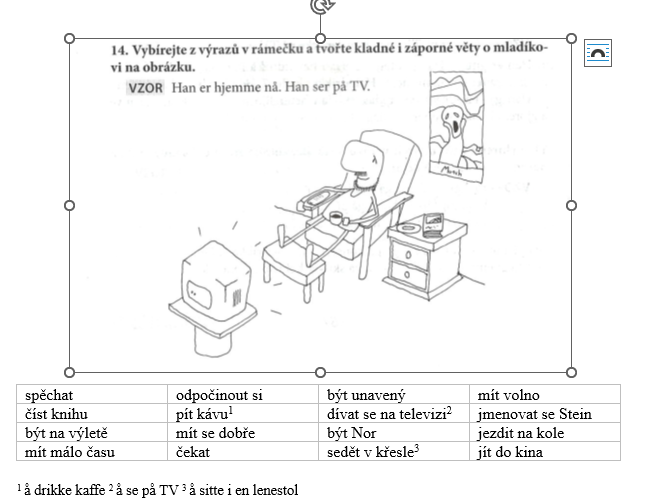 14. Vybírejte z výrazů v rámečku a tvořte kladné i záporné věty o mladíko-
vi na obrázku.
VZOR Han er hjemme nå. Han ser på TV.
Munch
spěchat odpočinout si být unavený mít volno
číst knihu pít kávu¹ dívat se na televizi² jmenovat se Stein
být na výletě mít se dobře být Nor jezdit na kole
mít málo času čekat sedět v křesle³ jít do kina
¹ å drikke kaffe ² å se på TV ³ å sitte i en lenestol